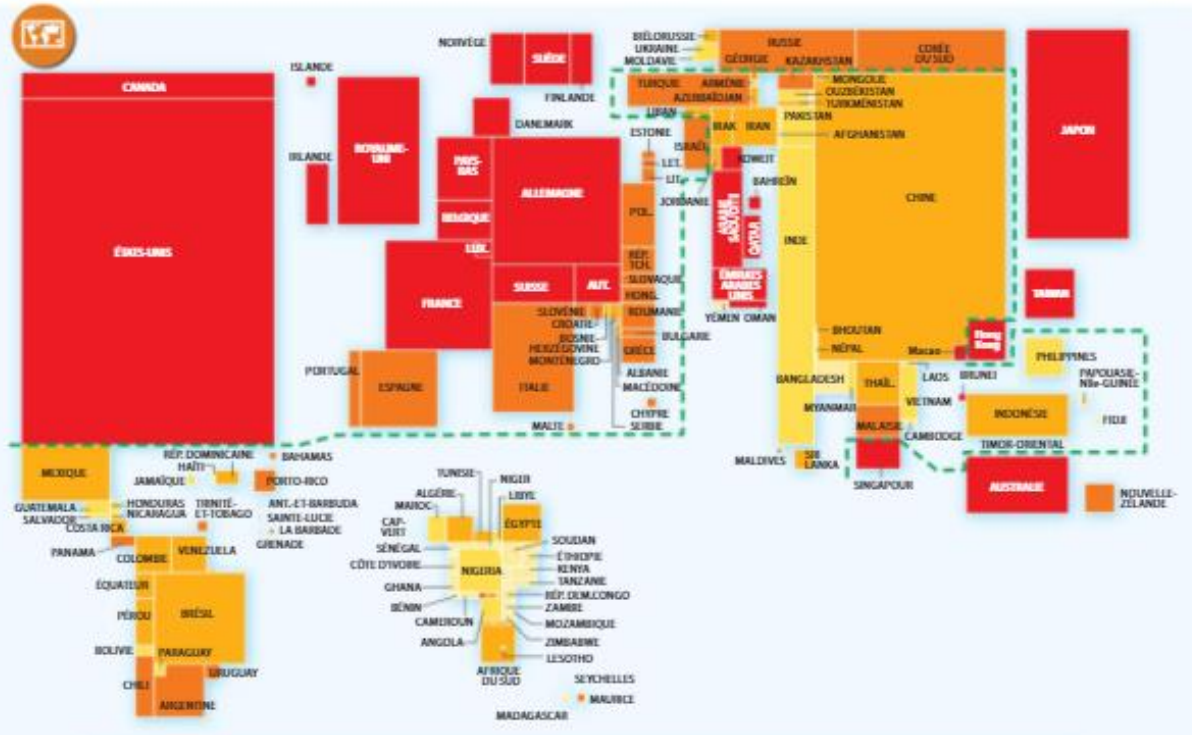 CANADA
ÉTATS-UNIS
ISLANDE
IRLANDE
ROYAUME-
UNI
NORVÈGE
SUÈDE
FINLANDE
DANEMARK
PAYS-
BAS
BELGIQUE
LUX.
ALLEMAGNE
FRANCE
SUISSE
AUT.
ESTONIE
LET.
LIT.
POL.
RÉP.
TCH.
SLOVAQUIE
HONG.
ROUMANIE
BULGARIE
GRÈCE
SLOVÉNIE
CROATIE
BOSNIE
HERZÉGOVINE
MONTÉNÉGRO
ALBANIE
MACÉDOINE
CHYPRE
SERBIE
PORTUGAL
ESPAGNE
ITALIE
MALTE
BIÉLORUSSIE
UKRAINE
MOLDAVIE
RUSSIE
GÉORGIE
KAZAKHSTAN
CORÉE
DU SUD
TURQUIE
ARMÉNIE
AZERBAÏDJAN
LIBAN
ISRAËL
JORDANIE
IRAK
IRAN
KOWEÏT
BAHREÏN
ARABIE
SAOUDITE
QATAR
ÉMIRATS
ARABES
UNIS
YÉMEN
OMAN
MONGOLIE
OUZBÉKISTAN
TURKMÉNISTAN
PAKISTAN
AFGHANISTAN
INDE
CHINE
JAPON
TAIWAN
Hong
Kong
Macao
BHOUTAN
NÉPAL
BANGLADESH
MYANMAR
THAÏL.
LAOS
VIETNAM
CAMBODGE
MALAISIE
BRUNEI
SINGAPOUR
MALDIVES
SRI
LANKA
PHILIPPINES
PAPOUASIE-
Nlle-GUINÉE
FIDJI
INDONÉSIE
TIMOR-ORIENTAL
AUSTRALIE
NOUVELLE-
ZÉLANDE
MEXIQUE
RÉP. DOMINICAINE
HAÏTI
JAMAÏQUE
BAHAMAS
PORTO-RICO
GUATEMALA
SALVADOR
HONDURAS
NICARAGUA
COSTA RICA
PANAMA
TRINITÉ-
ET-TOBAGO
ANT.-ET-BARBUDA
SAINTE-LUCIE
LA BARBADE
GRENADE
COLOMBIE
VENEZUELA
ÉQUATEUR
PÉROU
BRÉSIL
BOLIVIE
PARAGUAY
URUGUAY
CHILI
ARGENTINE
TUNISIE
NIGER
ALGÉRIE
LIBYE
MAROC
ÉGYPTE
CAP-
VERT
SÉNÉGAL
CÔTE D'IVOIRE
GHANA
BÉNIN
CAMEROUN
ANGOLA
NIGERIA
SOUDAN
ÉTHIOPIE
KENYA
TANZANIE
RÉP. DEM.CONGO
ZAMBIE
MOZAMBIQUE
ZIMBABWE
LESOTHO
AFRIQUE
DU SUD
SEYCHELLES
MAURICE
MADAGASCAR